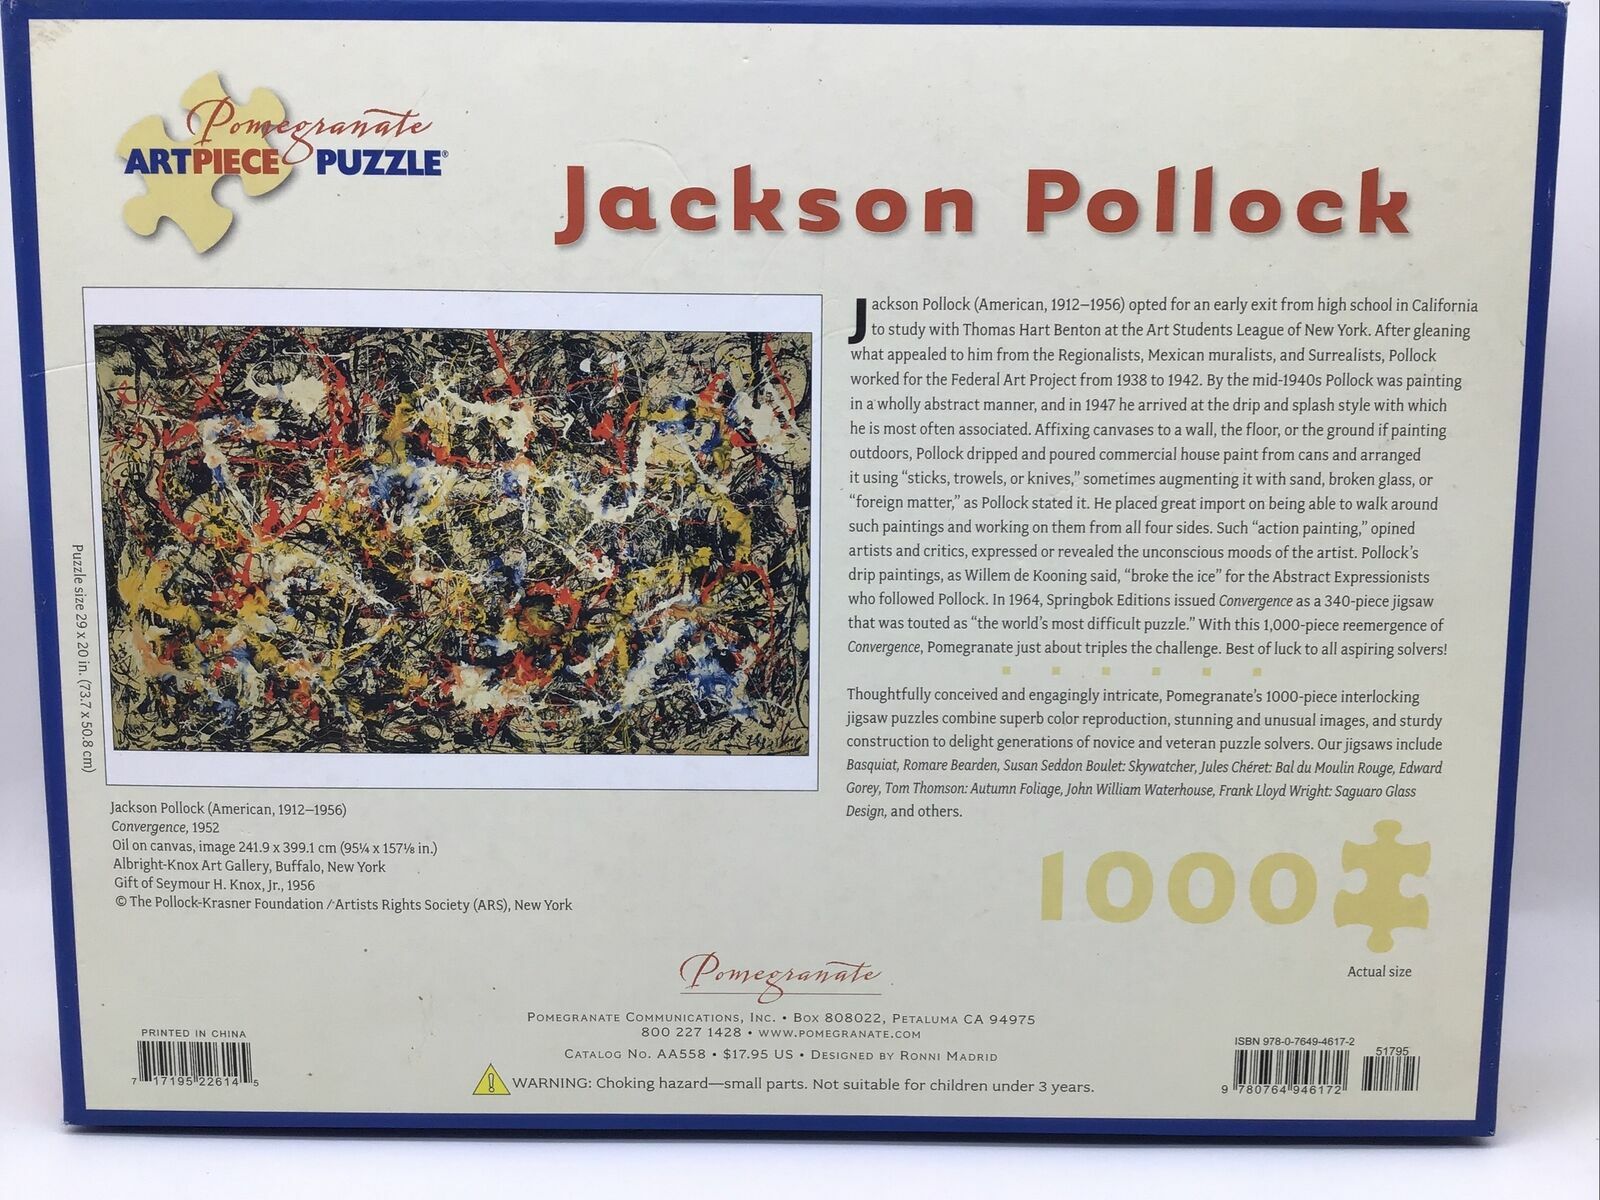 Pomegranate
ARTPIECE PUZZLE®
Jackson Pollock
Jackson Pollock (American, 1912–1956) opted for an early exit from high school in California
to study with Thomas Hart Benton at the Art Students League of New York. After gleaning
what appealed to him from the Regionalists, Mexican muralists, and Surrealists, Pollock
worked for the Federal Art Project from 1938 to 1942. By the mid-1940s Pollock was painting
in a wholly abstract manner, and in 1947 he arrived at the drip and splash style with which
he is most often associated. Affixing canvases to a wall, the floor, or the ground if painting
outdoors, Pollock dripped and poured commercial house paint from cans and arranged
it using “sticks, trowels, or knives,” sometimes augmenting it with sand, broken glass, or
“foreign matter,” as Pollock stated it. He placed great import on being able to walk around
such paintings and working on them from all four sides. Such “action painting,” opined
artists and critics, expressed or revealed the unconscious moods of the artist. Pollock’s
drip paintings, as Willem de Kooning said, “broke the ice” for the Abstract Expressionists
who followed Pollock. In 1964, Springbok Editions issued Convergence as a 340-piece jigsaw
that was touted as “the world’s most difficult puzzle.” With this 1,000-piece reemergence of
Convergence, Pomegranate just about triples the challenge. Best of luck to all aspiring solvers!
Thoughtfully conceived and engagingly intricate, Pomegranate’s 1000-piece interlocking
jigsaw puzzles combine superb color reproduction, stunning and unusual images, and sturdy
construction to delight generations of novice and veteran puzzle solvers. Our jigsaws include
Basquiat, Romare Bearden, Susan Seddon Boulet: Skywatcher, Jules Chéret: Bal du Moulin Rouge, Edward
Gorey, Tom Thomson: Autumn Foliage, John William Waterhouse, Frank Lloyd Wright: Saguaro Glass
Design, and others.
Puzzle size 29 x 20 in. (73.7 x 50.8 cm)
Jackson Pollock (American, 1912–1956)
Convergence, 1952
Oil on canvas, image 241.9 x 399.1 cm (95¼ x 157⅛ in.)
Albright-Knox Art Gallery, Buffalo, New York
Gift of Seymour H. Knox, Jr., 1956
© The Pollock-Krasner Foundation / Artists Rights Society (ARS), New York
1000
Actual size
Pomegranate
POMEGRANATE COMMUNICATIONS, INC. • BOX 808022, PETALUMA CA 94975
800 227 1428 • WWW.POMEGRANATE.COM
CATALOG NO. AA558 • $17.95 US • DESIGNED BY RONNI MADRID
WARNING: Choking hazard—small parts. Not suitable for children under 3 years.
PRINTED IN CHINA
7 17195 22614 5
ISBN 978-0-7649-4617-2
51795
9 780764 946172